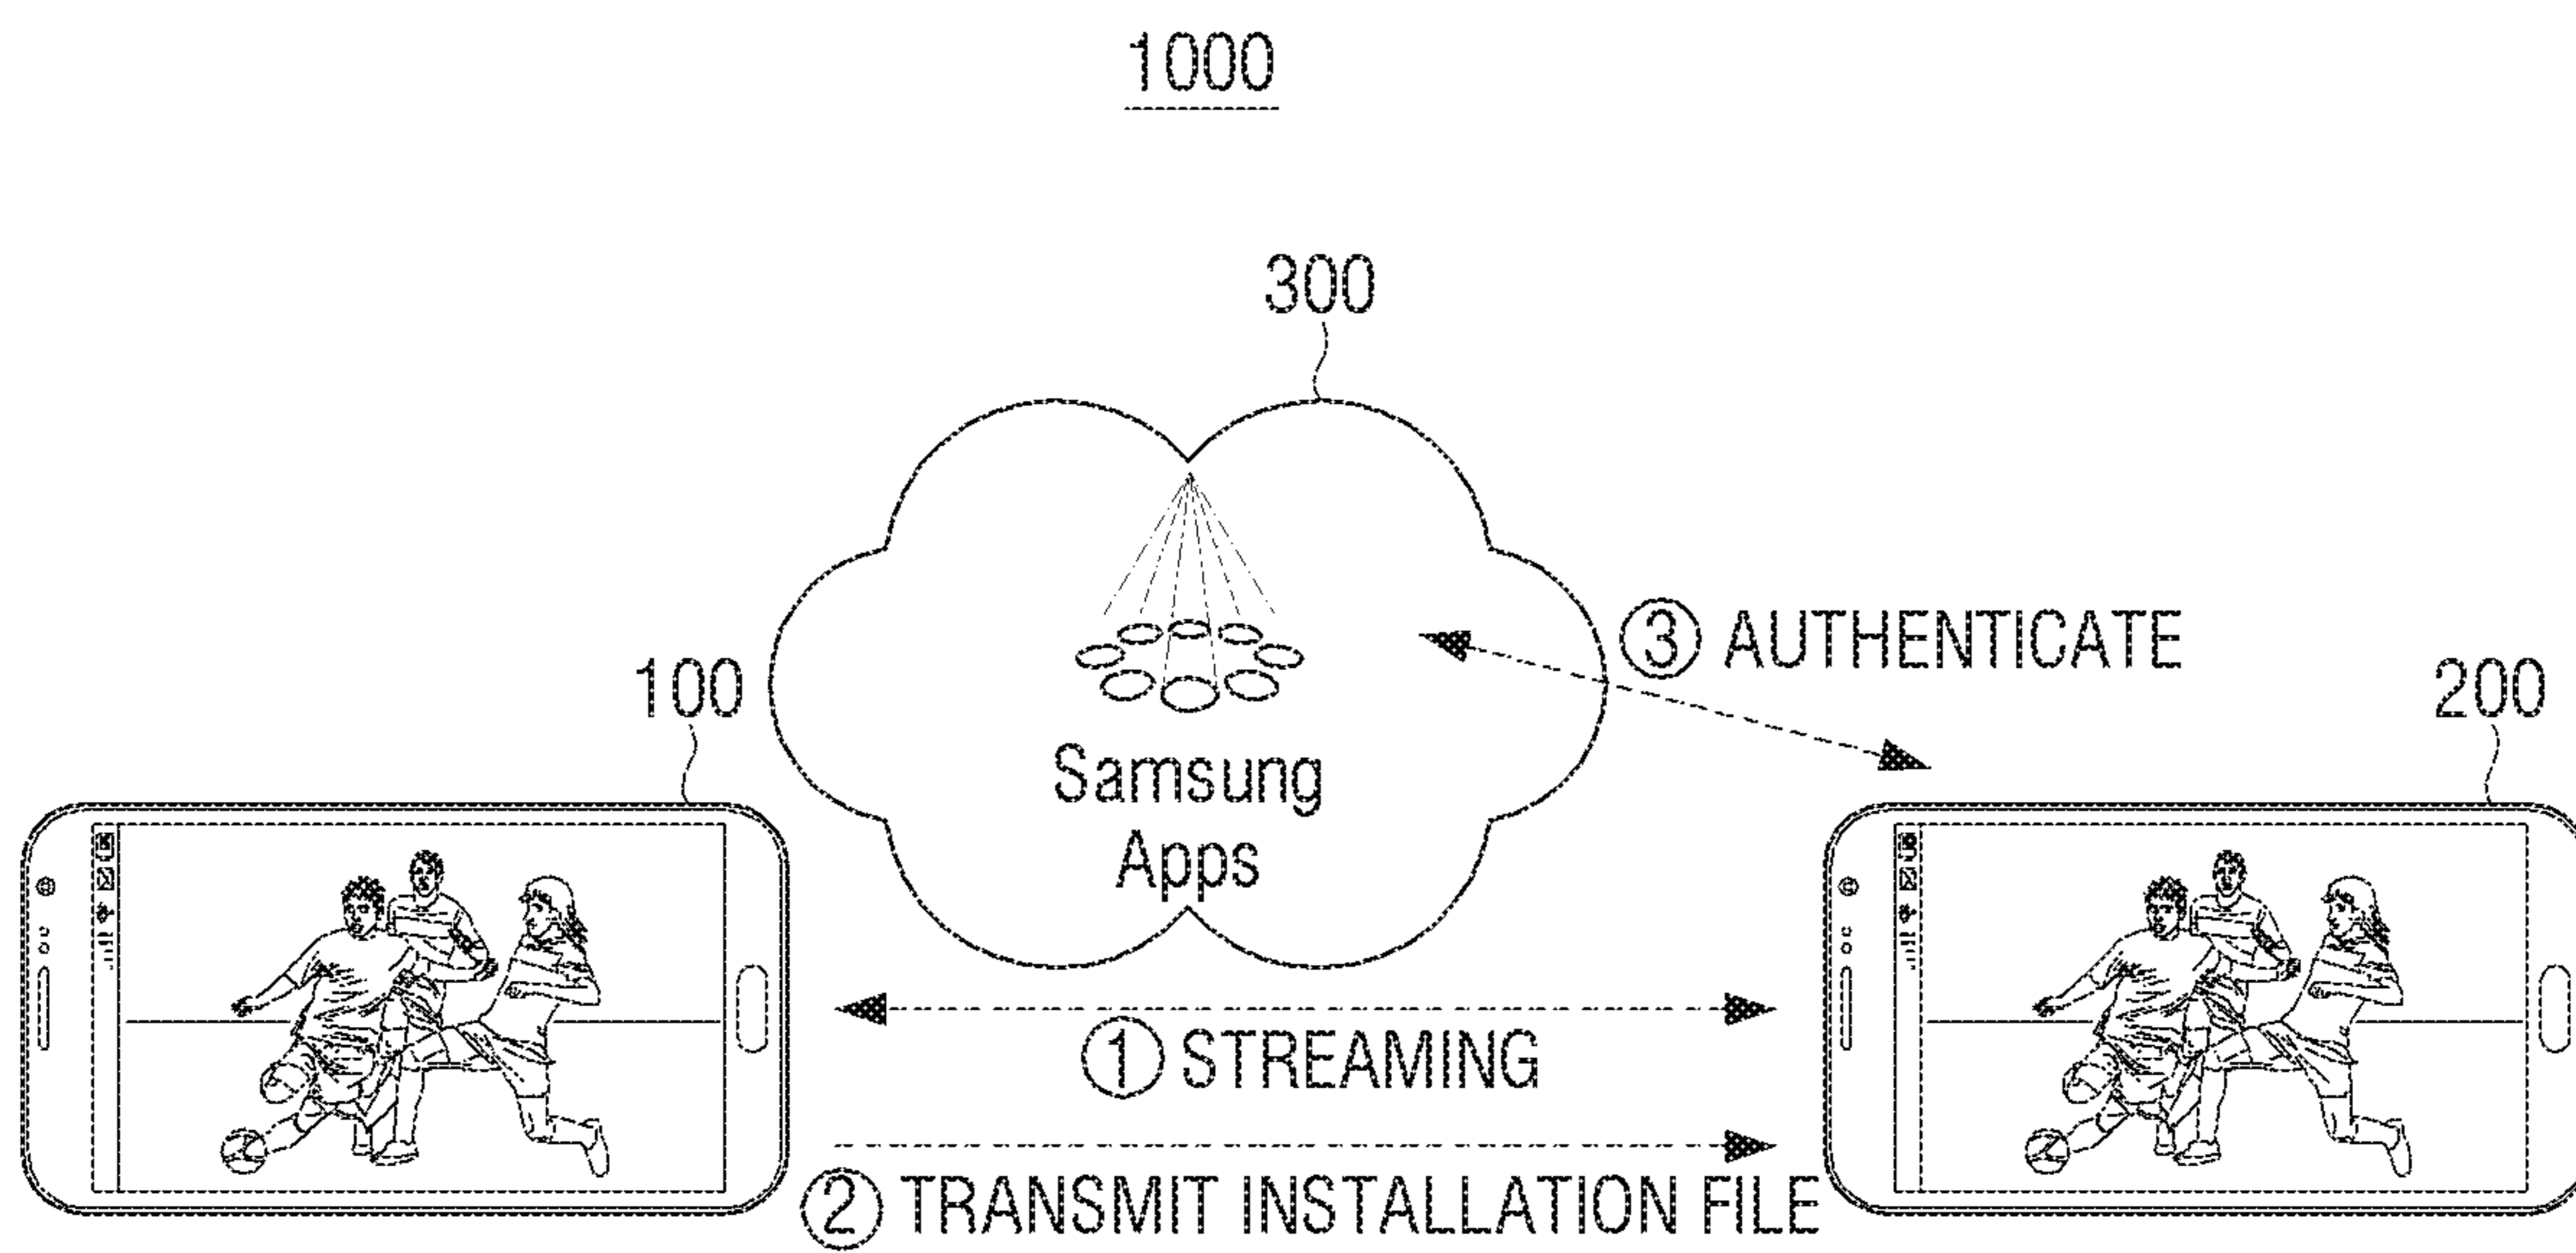 1000
300
③ AUTHENTICATE
100
200
Samsung
Apps
① STREAMING
② TRANSMIT INSTALLATION FILE